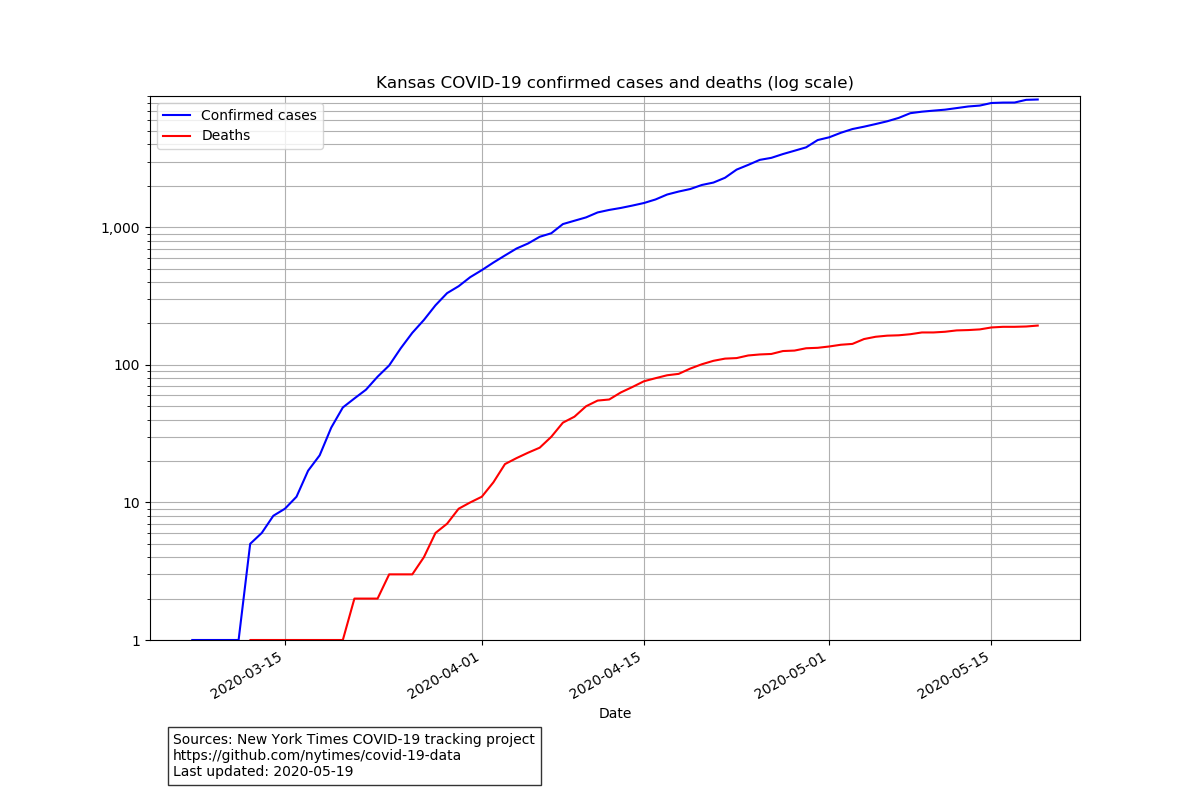 Kansas COVID-19 confirmed cases and deaths (log scale)
Confirmed cases
Deaths
1,000
100
10
1
2020-03-15
2020-04-01
2020-04-15
2020-05-01
2020-05-15
Date
Sources: New York Times COVID-19 tracking project
https://github.com/nytimes/covid-19-data
Last updated: 2020-05-19